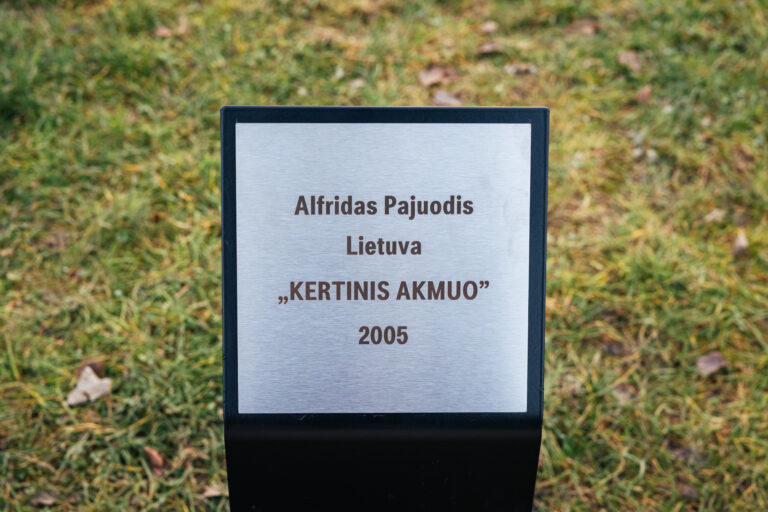 Alfridas Pajuodis
Lietuva
„KERTINIS AKMUO”
2005